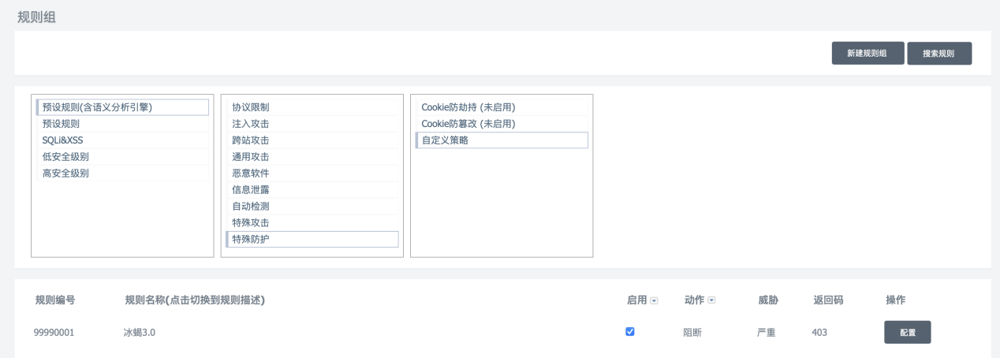 规则组
新建规则组 搜索规则
预设规则(含语义分析引擎)
预设规则
SQLi&XSS
低安全级别
高安全级别
协议限制
注入攻击
跨站攻击
通用攻击
恶意软件
信息泄露
自动检测
特殊攻击
特殊防护
Cookie防劫持 (未启用)
Cookie防篡改 (未启用)
自定义策略
规则编号 规则名称(点击切换到规则描述) 启用 动作 威胁 返回码 操作
99990001 冰蝎3.0 阻断 严重 403 配置